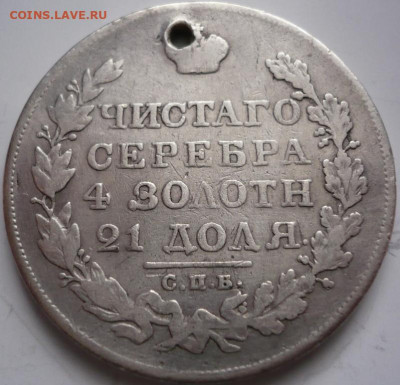 COINS.LAVE.RU
ЧИСТАГО
СЕРЕБРА
4 ЗОЛОТН
21 ДОЛЯ.
С.П.Б.